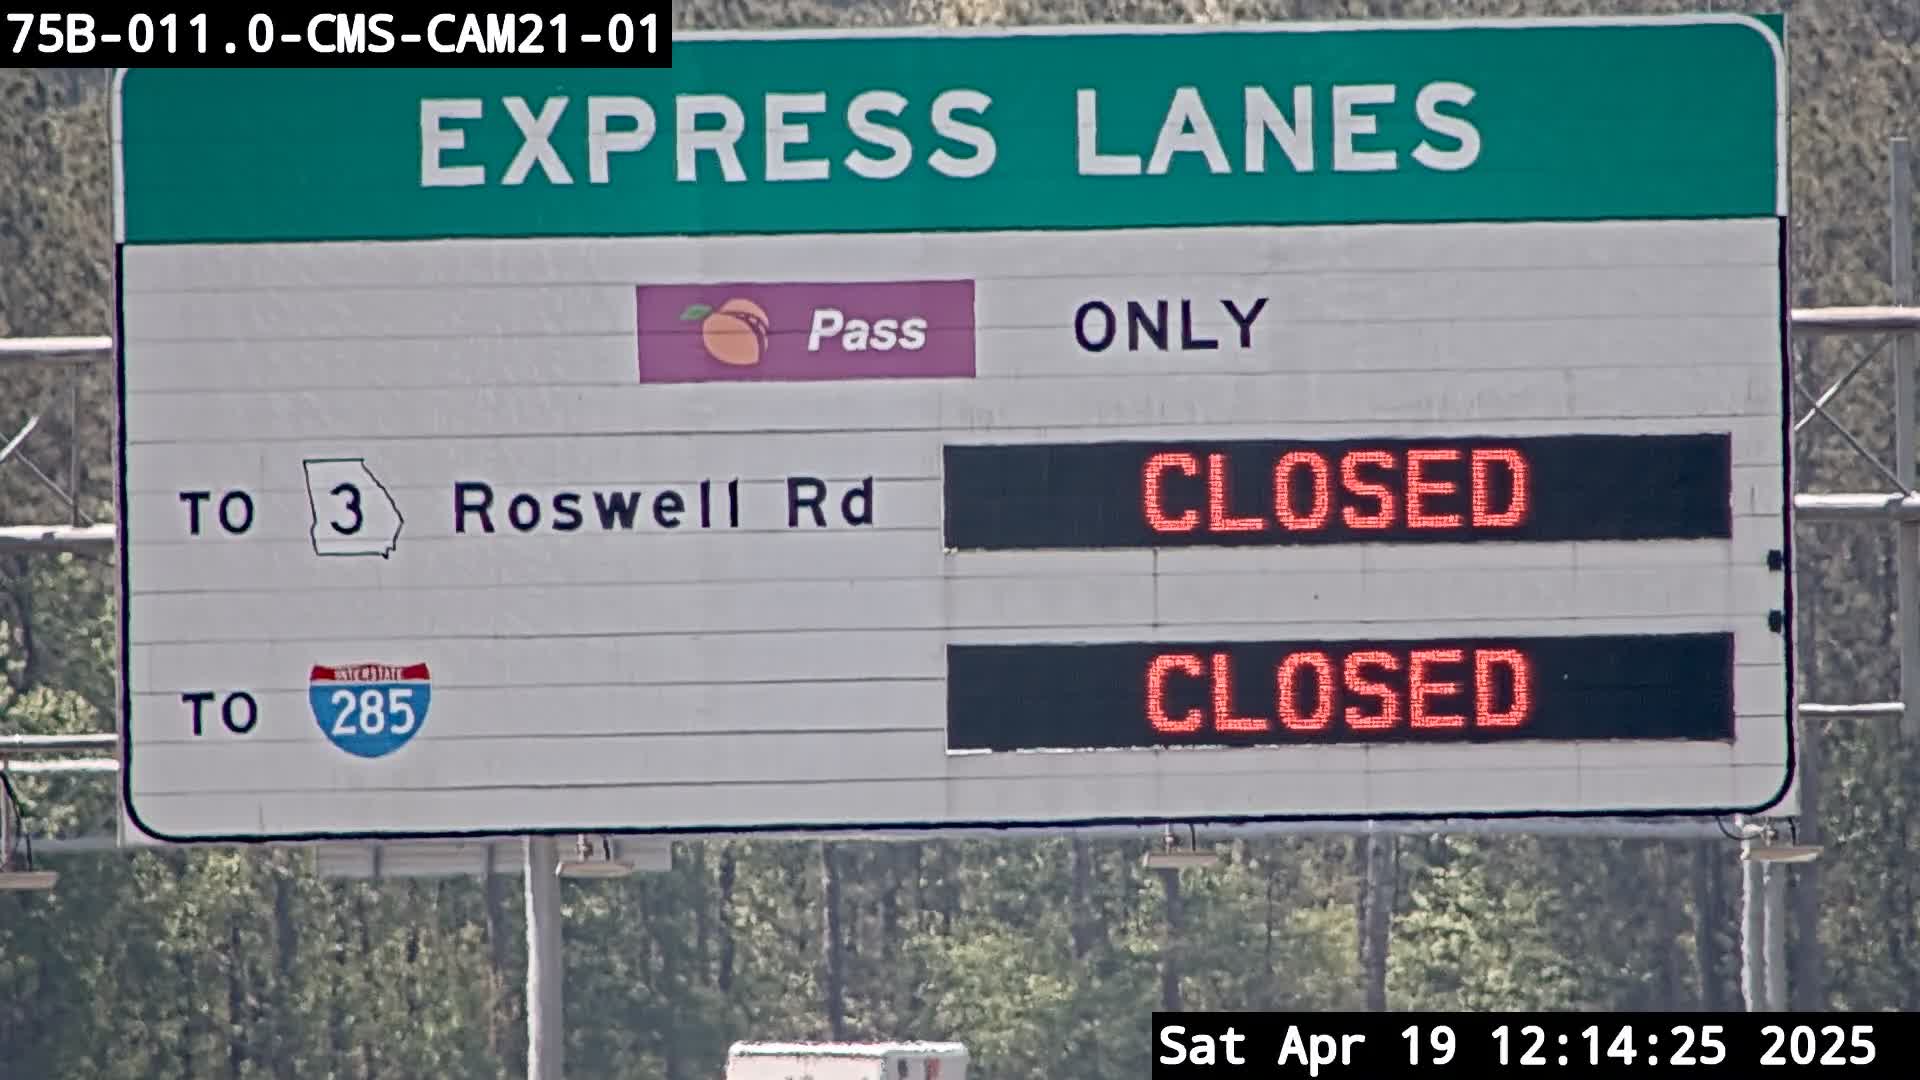 75B-011.0-CMS-CAM21-01
EXPRESS LANES
Pass ONLY
TO 3 Roswell Rd CLOSED
TO INTERSTATE 285 CLOSED
Sat Apr 19 12:14:25 2025